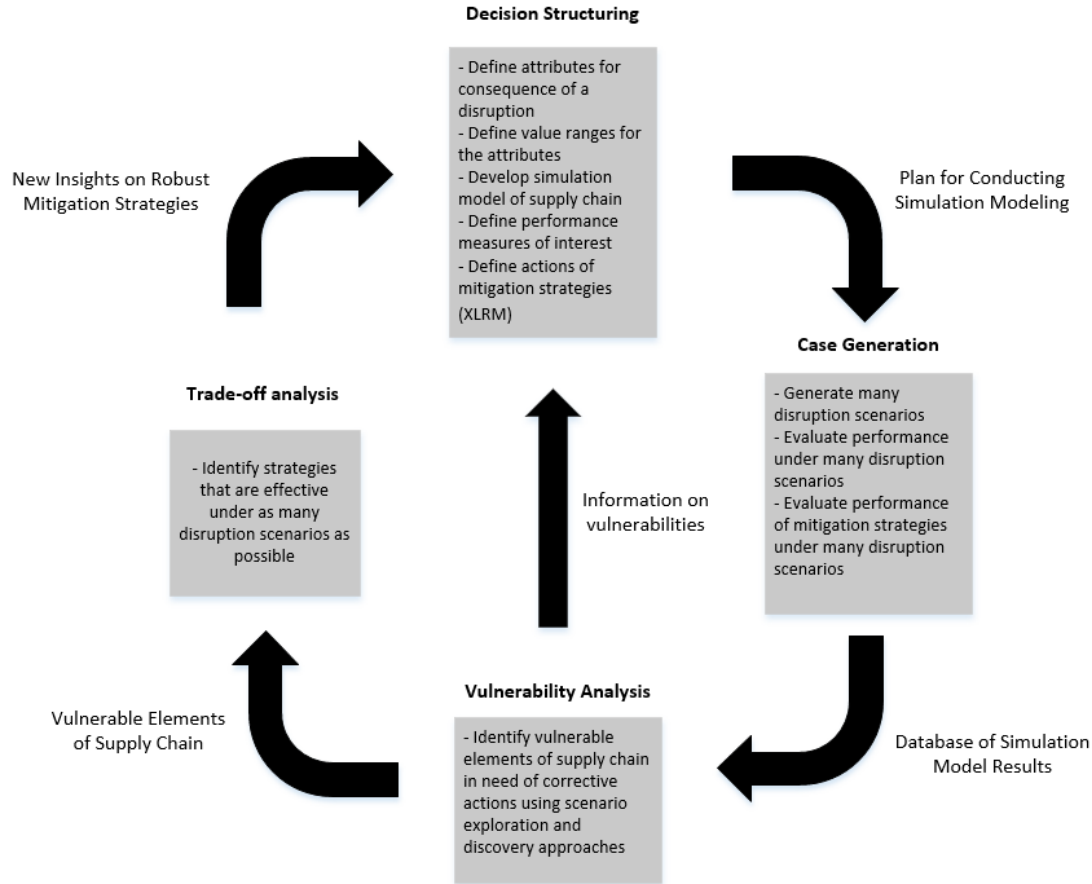 Decision Structuring
- Define attributes for
consequence of a
disruption
- Define value ranges for
the attributes
- Develop simulation
model of supply chain
- Define performance
measures of interest
- Define actions of
mitigation strategies
(XLRM)
New Insights on Robust
Mitigation Strategies
Plan for Conducting
Simulation Modeling
Case Generation
- Generate many
disruption scenarios
- Evaluate performance
under many disruption
scenarios
- Evaluate performance
of mitigation strategies
under many disruption
scenarios
Trade-off analysis
- Identify strategies
that are effective
under as many
disruption scenarios as
possible
Information on
vulnerabilities
Vulnerability Analysis
- Identify vulnerable
elements of supply chain
in need of corrective
actions using scenario
exploration and
discovery approaches
Vulnerable Elements
of Supply Chain
Database of Simulation
Model Results